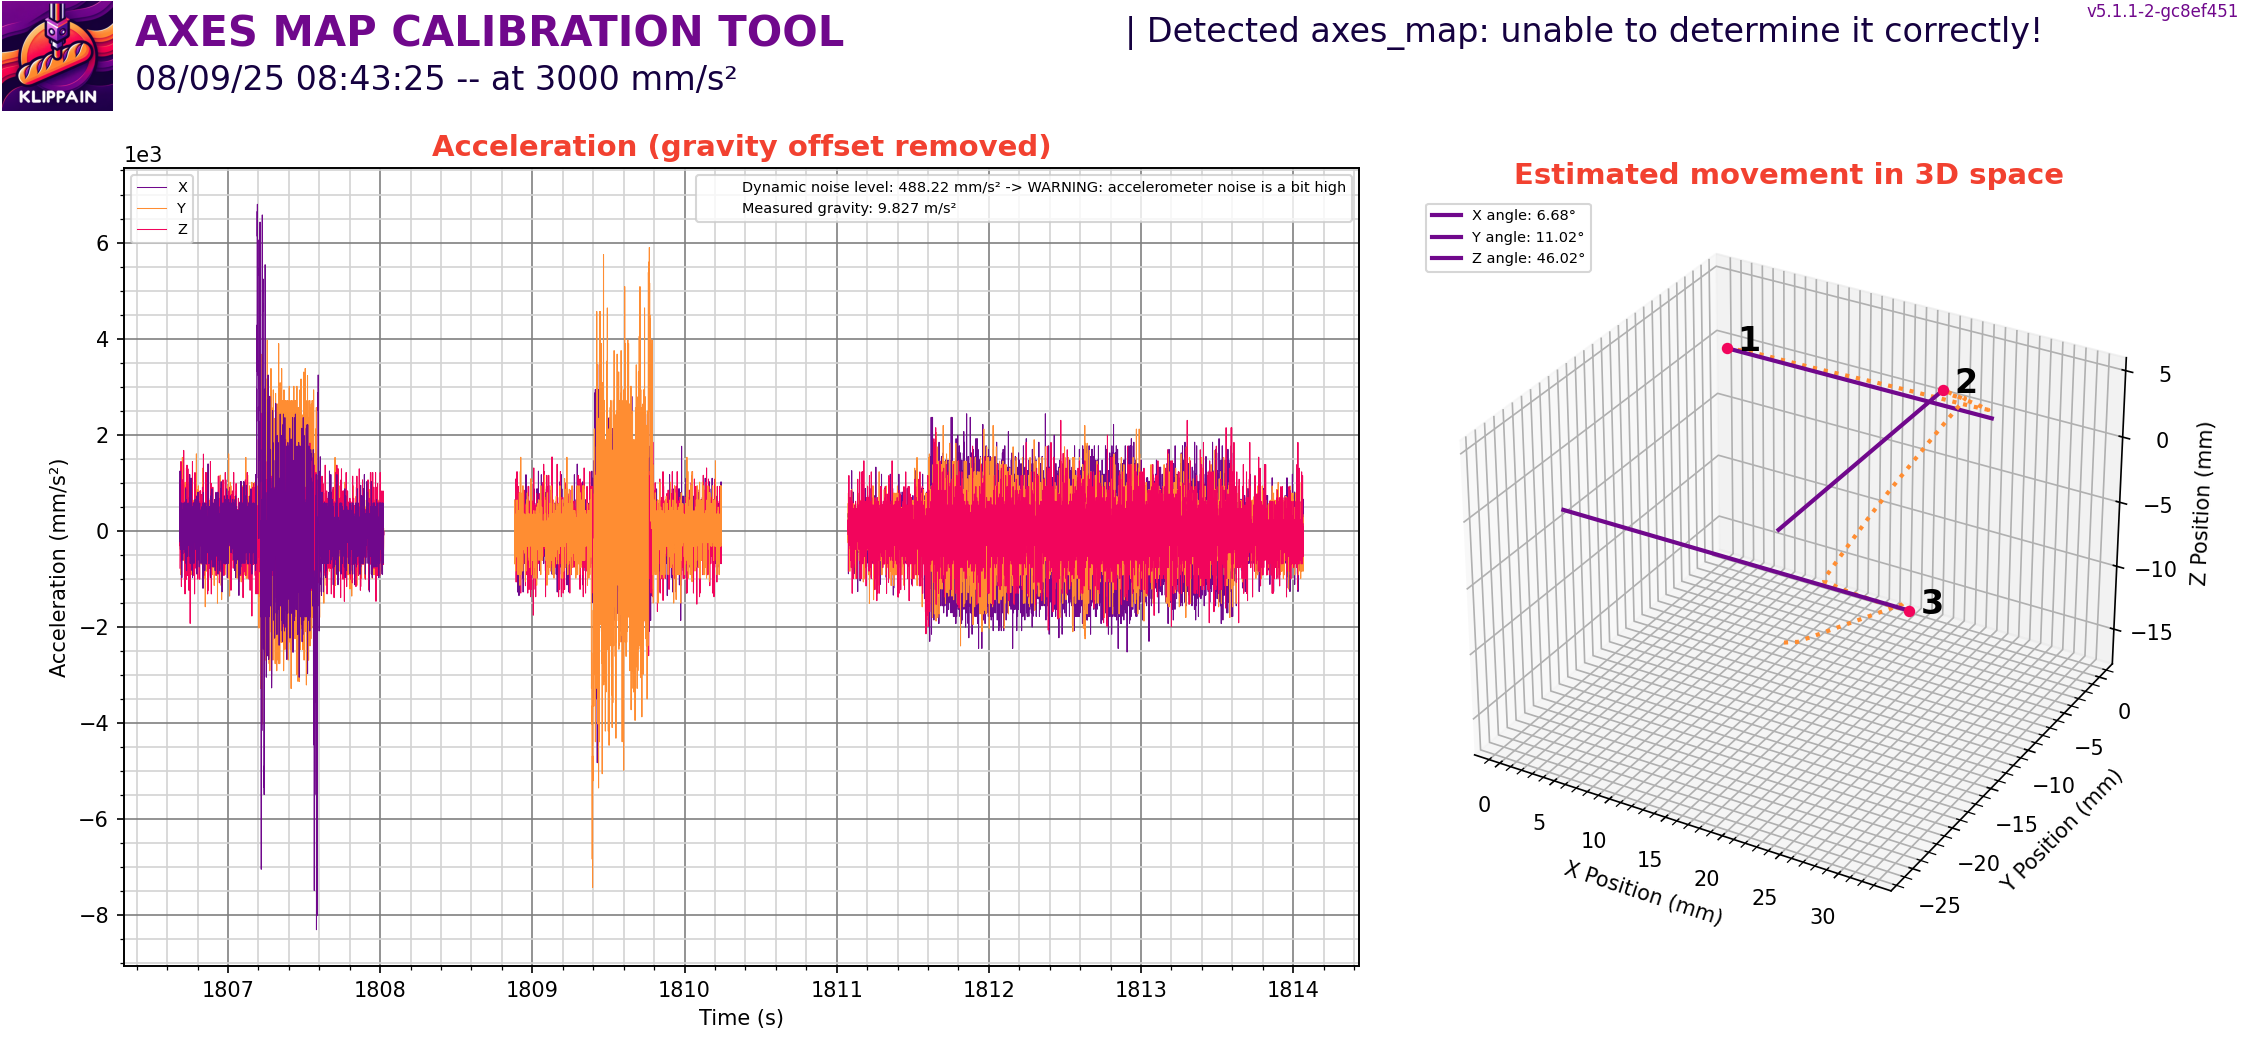 KLIPPAIN
AXES MAP CALIBRATION TOOL
08/09/25 08:43:25 -- at 3000 mm/s²
| Detected axes_map: unable to determine it correctly!
v5.1.1-2-gc8ef451
Acceleration (gravity offset removed)
1e3
X
Y
Z
Dynamic noise level: 488.22 mm/s² -> WARNING: accelerometer noise is a bit high
Measured gravity: 9.827 m/s²
6
4
2
0
−2
−4
−6
−8
Acceleration (mm/s²)
1807
1808
1809
1810
1811
1812
1813
1814
Time (s)
Estimated movement in 3D space
X angle: 6.68°
Y angle: 11.02°
Z angle: 46.02°
1
2
3
5
0
−5
−10
−15
Z Position (mm)
0
−5
−10
−15
−20
−25
Y Position (mm)
0
5
10
15
20
25
30
X Position (mm)